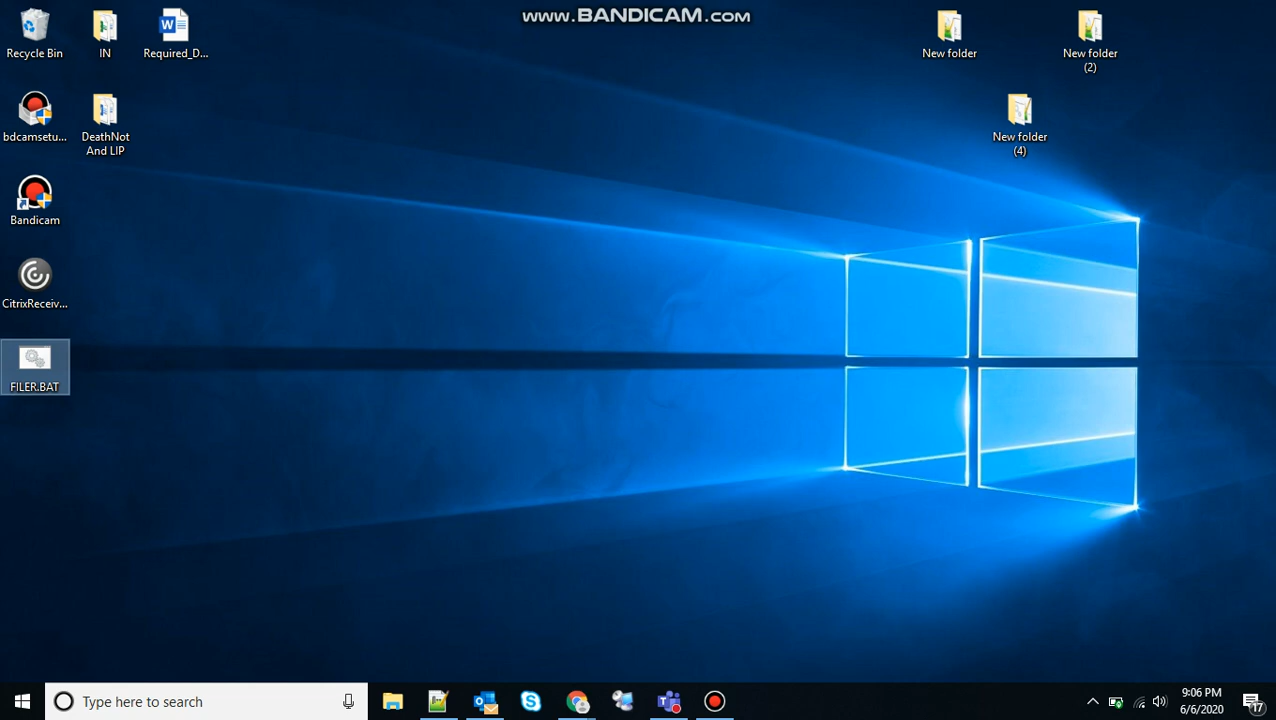 www.BANDICAM.com
Recycle Bin
IN
Required_D...
New folder
New folder
(2)
bdcamsetu...
DeathNot
And LIP
New folder
(4)
Bandicam
CitrixReceiv...
FILER.BAT
Type here to search
9:06 PM
6/6/2020
17